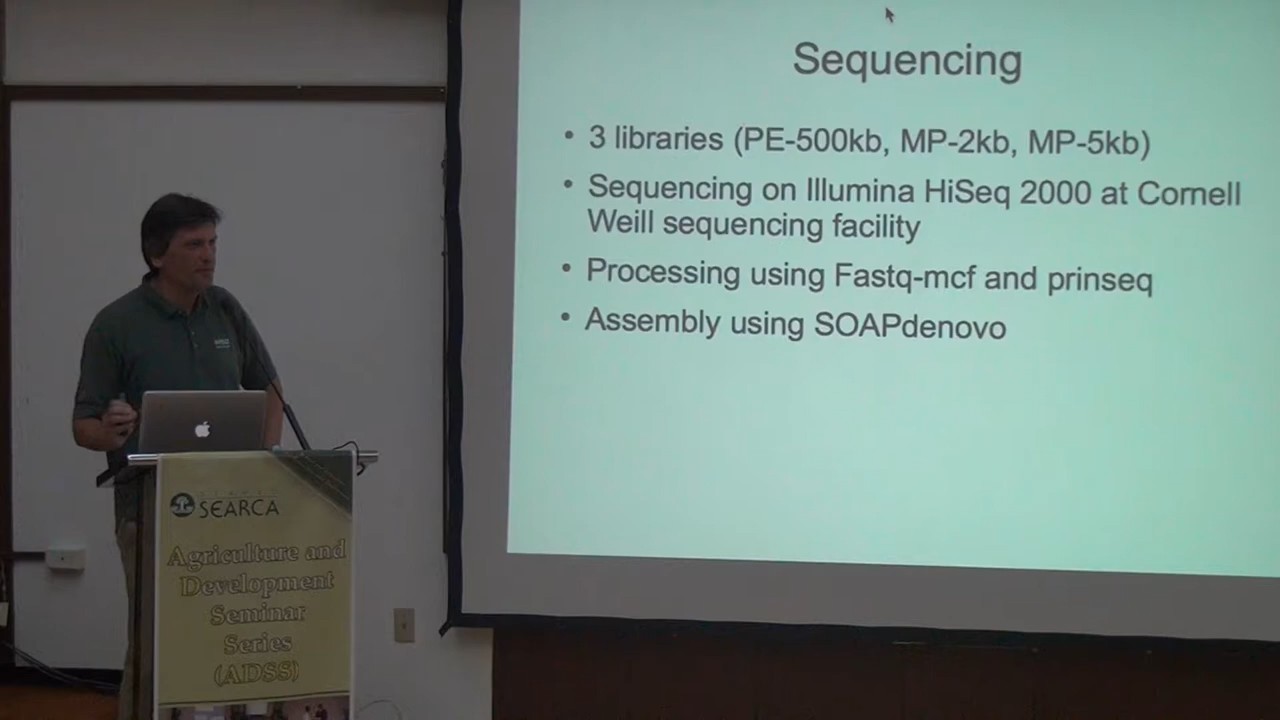 Sequencing
• 3 libraries (PE-500kb, MP-2kb, MP-5kb)
• Sequencing on Illumina HiSeq 2000 at Cornell
Weill sequencing facility
• Processing using Fastq-mcf and prinseq
• Assembly using SOAPdenovo
SEARCA
Agriculture and
Development
Seminar
Series
(ADSS)